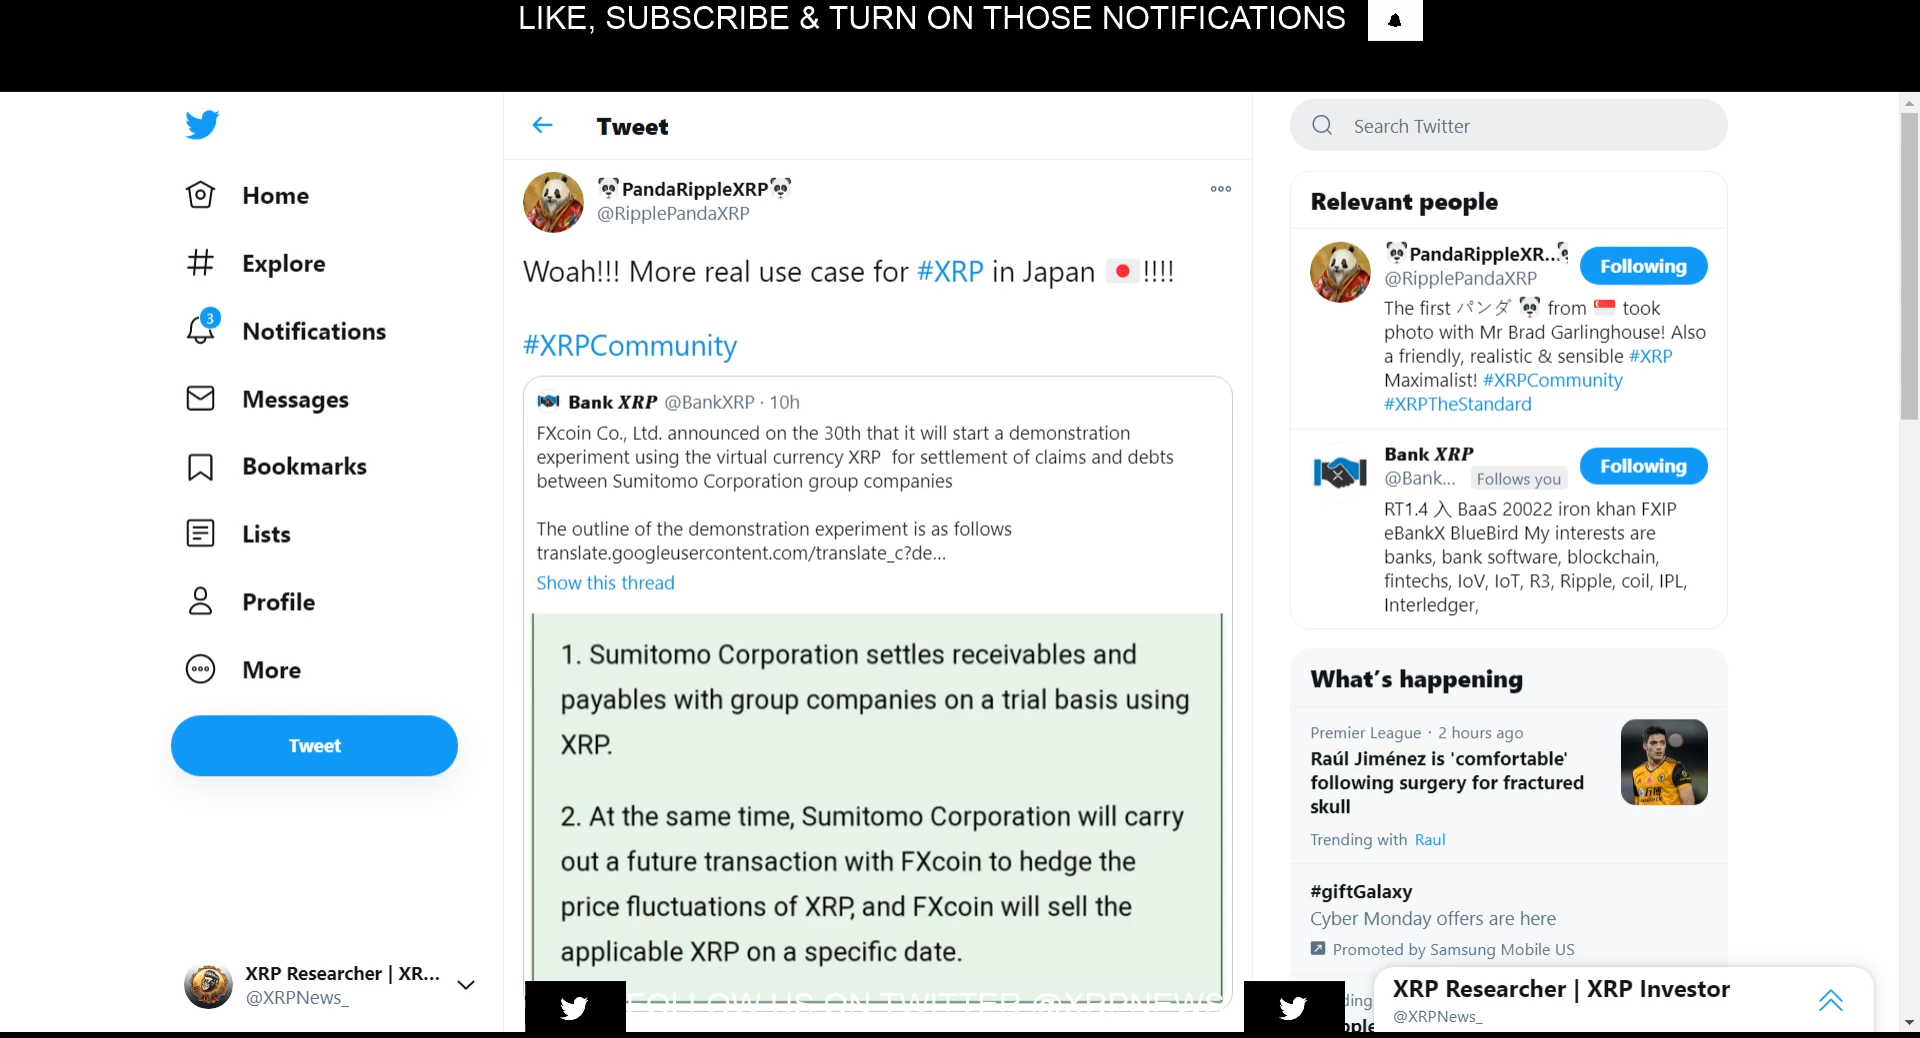 LIKE, SUBSCRIBE & TURN ON THOSE NOTIFICATIONS
Home
Explore
3
Notifications
Messages
Bookmarks
Lists
Profile
More
Tweet
XRP Researcher | XR...
@XRPNews_
Tweet
PandaRippleXRP
@RipplePandaXRP
Woah!!! More real use case for #XRP in Japan 🇯🇵!!!!
#XRPCommunity
Bank XRP @BankXRP · 10h
FXcoin Co., Ltd. announced on the 30th that it will start a demonstration
experiment using the virtual currency XRP for settlement of claims and debts
between Sumitomo Corporation group companies
The outline of the demonstration experiment is as follows
translate.googleusercontent.com/translate_c?de...
Show this thread
1. Sumitomo Corporation settles receivables and
payables with group companies on a trial basis using
XRP.
2. At the same time, Sumitomo Corporation will carry
out a future transaction with FXcoin to hedge the
price fluctuations of XRP, and FXcoin will sell the
applicable XRP on a specific date.
FOLLOW US ON TWITTER @XRPNEWS
Search Twitter
Relevant people
PandaRippleXR...
@RipplePandaXRP
Following
The first パンダ 🐼 from 🇸🇬 took
photo with Mr Brad Garlinghouse! Also
a friendly, realistic & sensible #XRP
Maximalist! #XRPCommunity
#XRPTheStandard
Bank XRP
@Bank... Follows you
Following
RT1.4 入 BaaS 20022 iron khan FXIP
eBankX BlueBird My interests are
banks, bank software, blockchain,
fintechs, IoV, IoT, R3, Ripple, coil, IPL,
Interledger,
What's happening
Premier League · 2 hours ago
Raúl Jiménez is 'comfortable'
following surgery for fractured
skull
Trending with Raul
#giftGalaxy
Cyber Monday offers are here
Promoted by Samsung Mobile US
XRP Researcher | XRP Investor
@XRPNews_